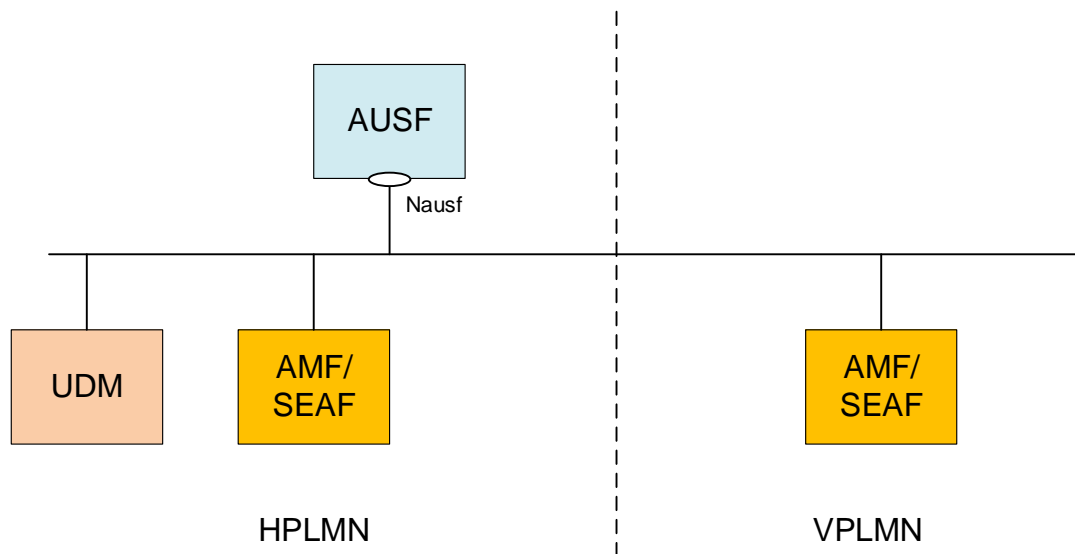 AUSF
Nausf
UDM
AMF/
SEAF
AMF/
SEAF
HPLMN
VPLMN